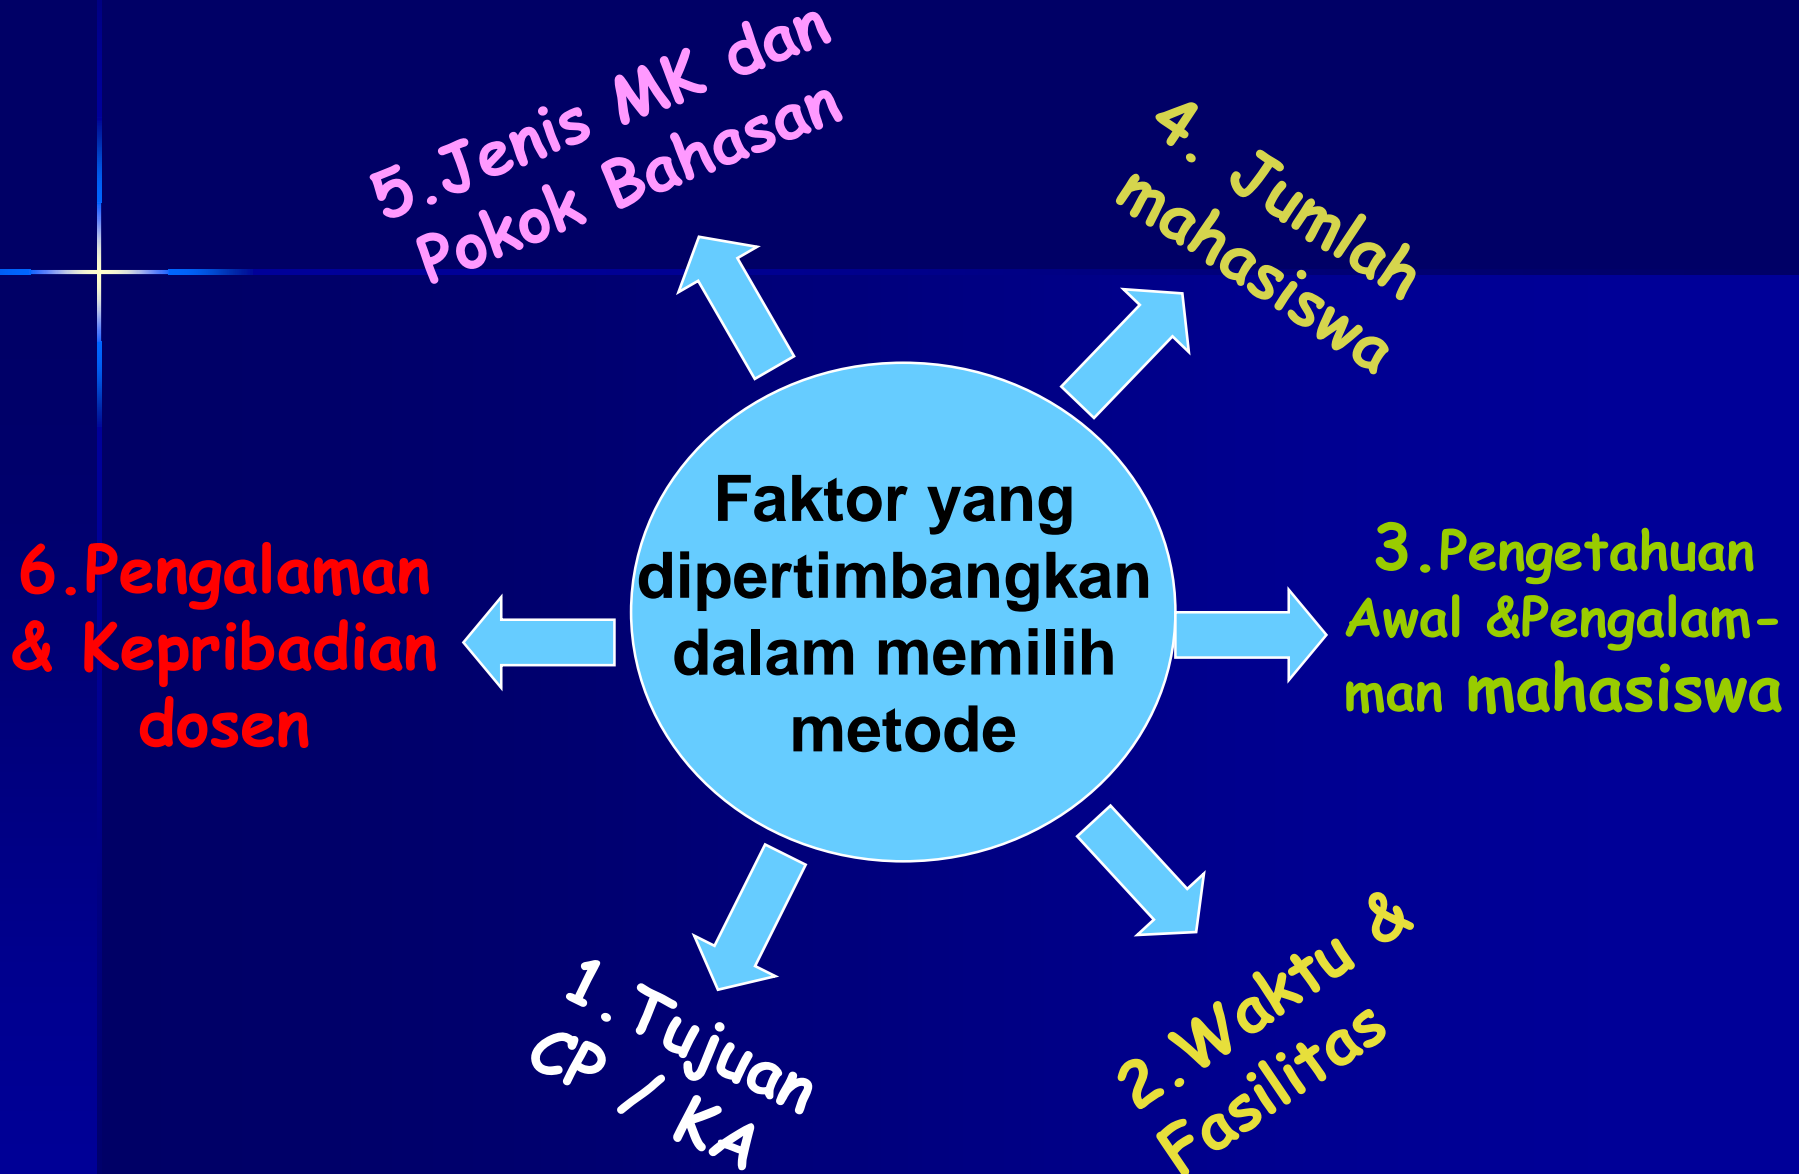 5.Jenis MK dan
Pokok Bahasan
4. Jumlah
mahasiswa
Faktor yang
dipertimbangkan
dalam memilih
metode
3.Pengetahuan
Awal &Pengalam-
man mahasiswa
6.Pengalaman
& Kepribadian
dosen
1.Tujuan
CP / KA
2.Waktu &
Fasilitas